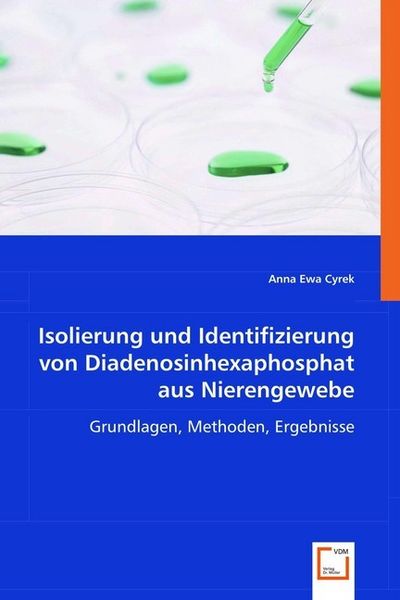 Anna Ewa Cyrek
Isolierung und Identifizierung
von Diadenosinhexaphosphat
aus Nierengewebe
Grundlagen, Methoden, Ergebnisse
VDM
Verlag
Dr. Müller